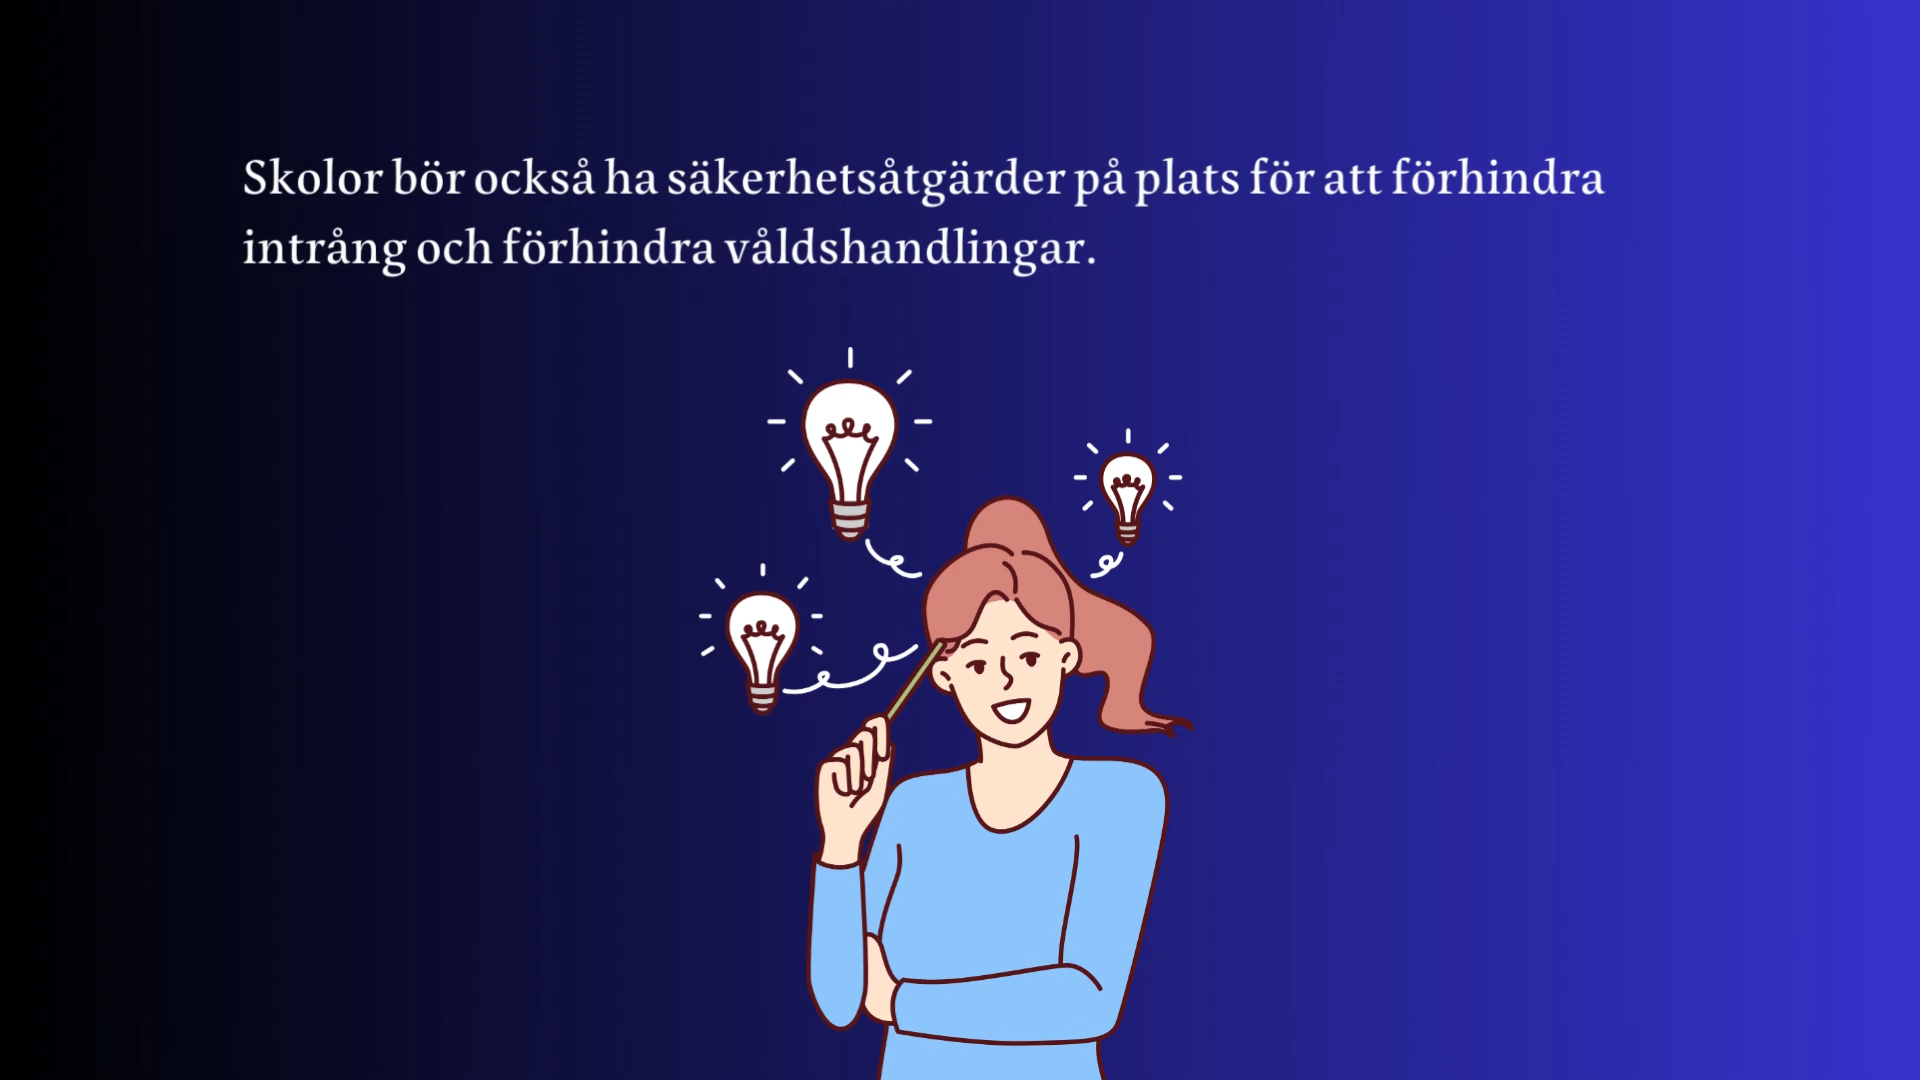 Skolor bör också ha säkerhetsåtgärder på plats för att förhindra
intrång och förhindra våldshandlingar.